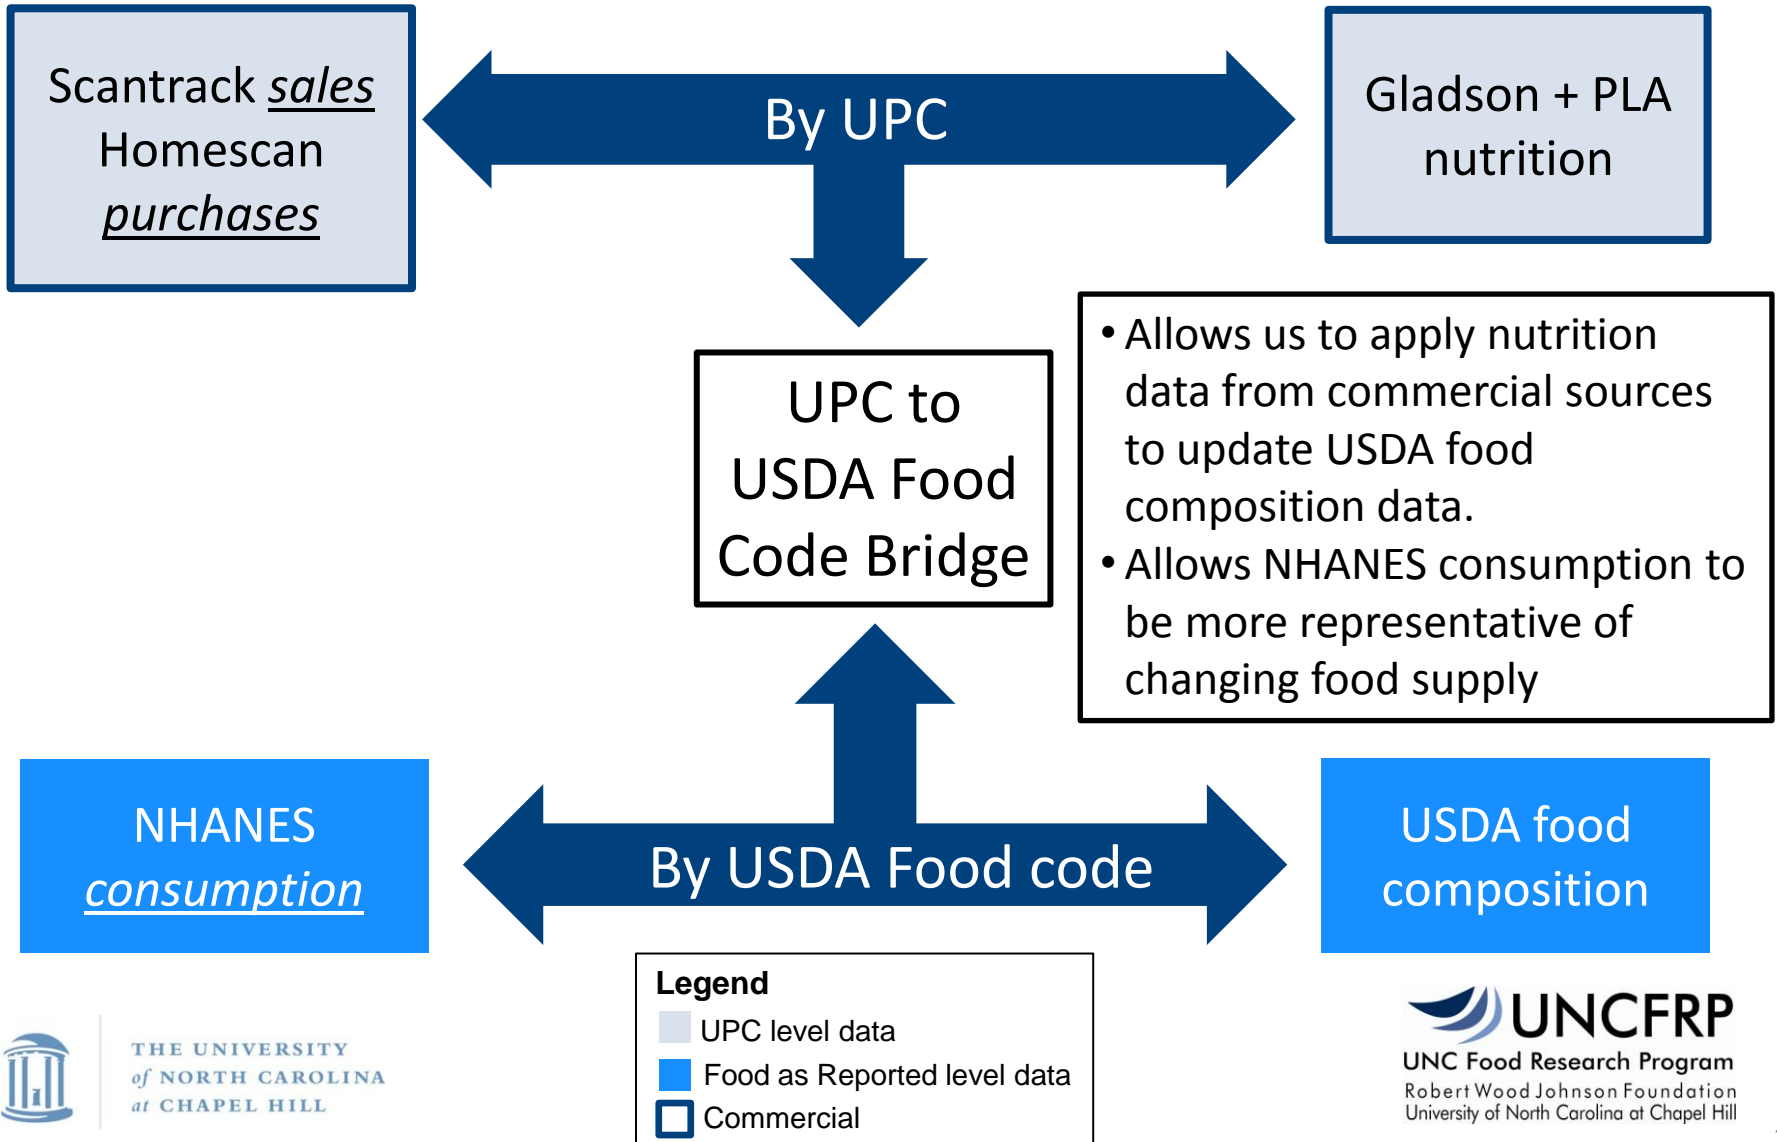 Scantrack sales
Homescan
purchases
By UPC
Gladson + PLA
nutrition
UPC to
USDA Food
Code Bridge
• Allows us to apply nutrition
data from commercial sources
to update USDA food
composition data.
• Allows NHANES consumption to
be more representative of
changing food supply
NHANES
consumption
By USDA Food code
USDA food
composition
Legend
UPC level data
Food as Reported level data
Commercial
THE UNIVERSITY
of NORTH CAROLINA
at CHAPEL HILL
UNCFRP
UNC Food Research Program
Robert Wood Johnson Foundation
University of North Carolina at Chapel Hill